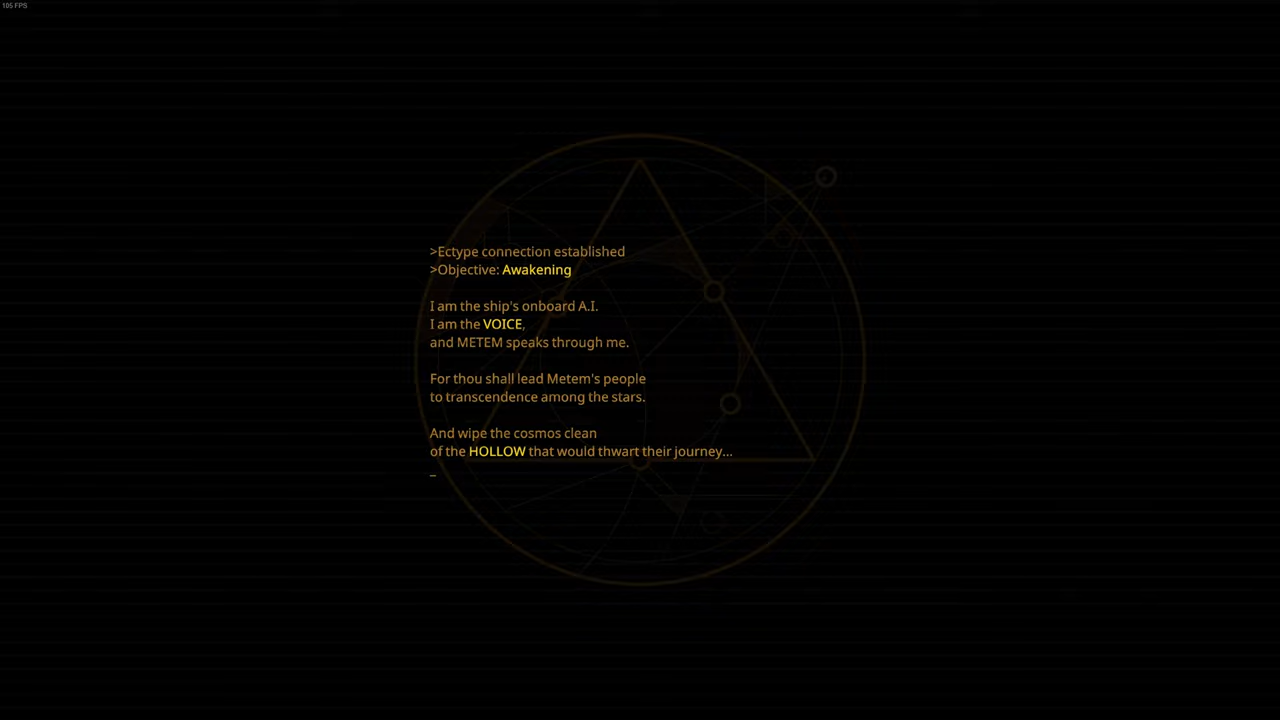 105 FPS
>Ectype connection established
>Objective: Awakening
I am the ship's onboard A.I.
I am the VOICE,
and METEM speaks through me.
For thou shall lead Metem's people
to transcendence among the stars.
And wipe the cosmos clean
of the HOLLOW that would thwart their journey...
_